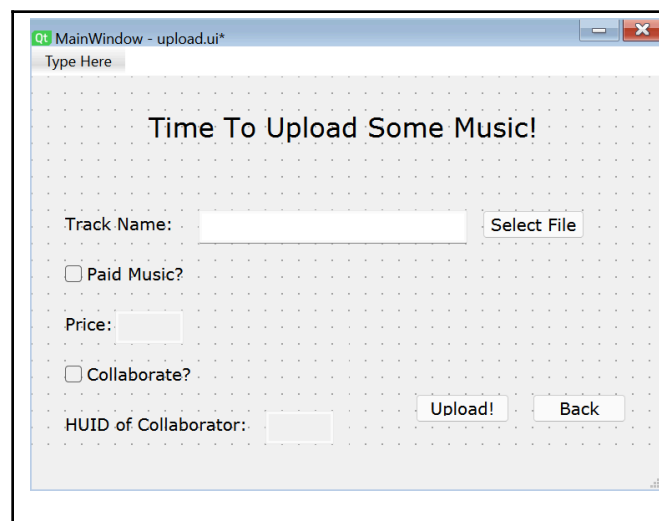 Qt MainWindow - upload.ui*
Type Here
Time To Upload Some Music!
Track Name: Select File
Paid Music?
Price:
Collaborate?
Upload! Back
HUID of Collaborator: